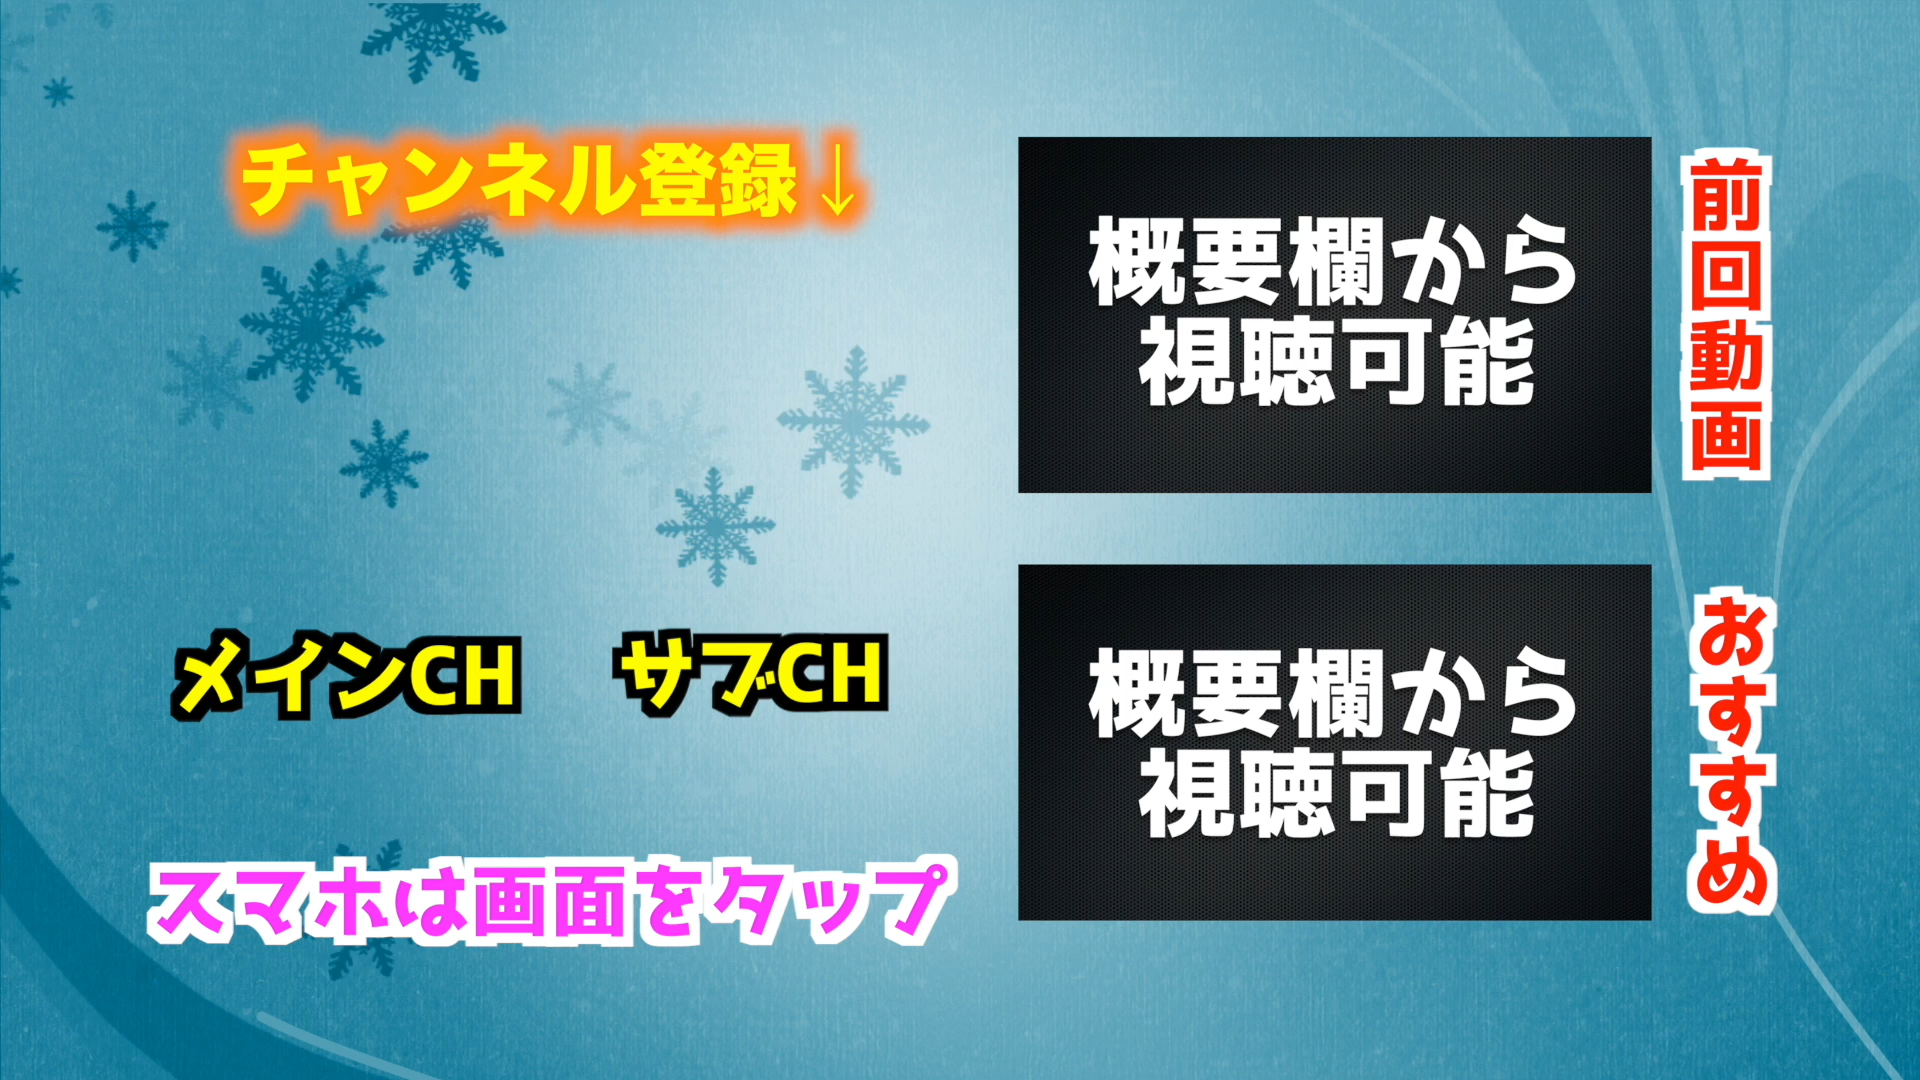 チャンネル登録↓
メインCH
サブCH
スマホは画面をタップ
概要欄から
視聴可能
前回動画
概要欄から
視聴可能
おすすめ